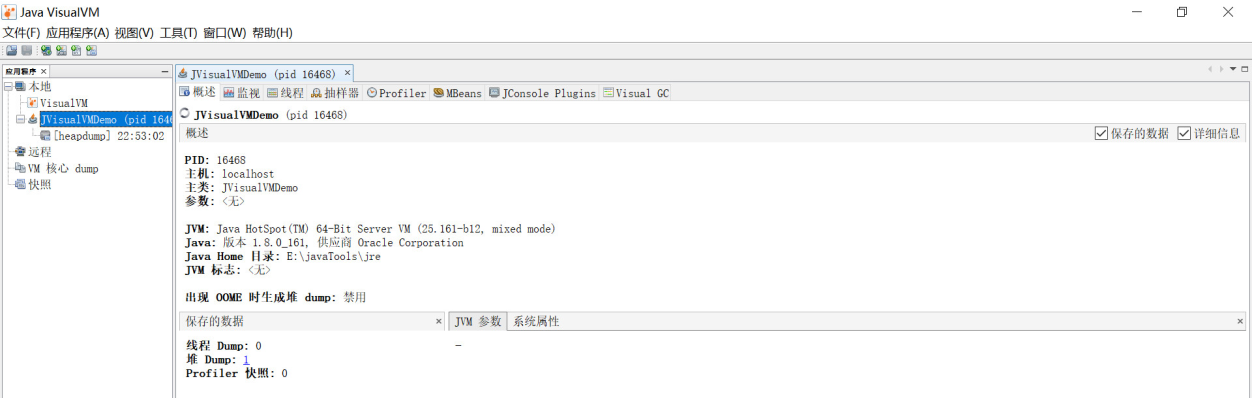 Java VisualVM
文件(F) 应用程序(A) 视图(V) 工具(T) 窗口(W) 帮助(H)
应用程序
本地
VisualVM
JVisualVMDemo (pid 1646
[heapdump] 22:53:02
远程
VM 核心 dump
快照
JVisualVMDemo (pid 16468)
概述 监视 线程 抽样器 Profiler MBeans JConsole Plugins Visual GC
JVisualVMDemo (pid 16468)
概述 保存的数据 详细信息
PID: 16468
主机: localhost
主类: JVisualVMDemo
参数: <无>
JVM: Java HotSpot(TM) 64-Bit Server VM (25.161-b12, mixed mode)
Java: 版本 1.8.0_161, 供应商 Oracle Corporation
Java Home 目录: E:\javaTools\jre
JVM 标志: <无>
出现 OOME 时生成堆 dump: 禁用
保存的数据 JVM 参数 系统属性
线程 Dump: 0 –
堆 Dump: 1
Profiler 快照: 0